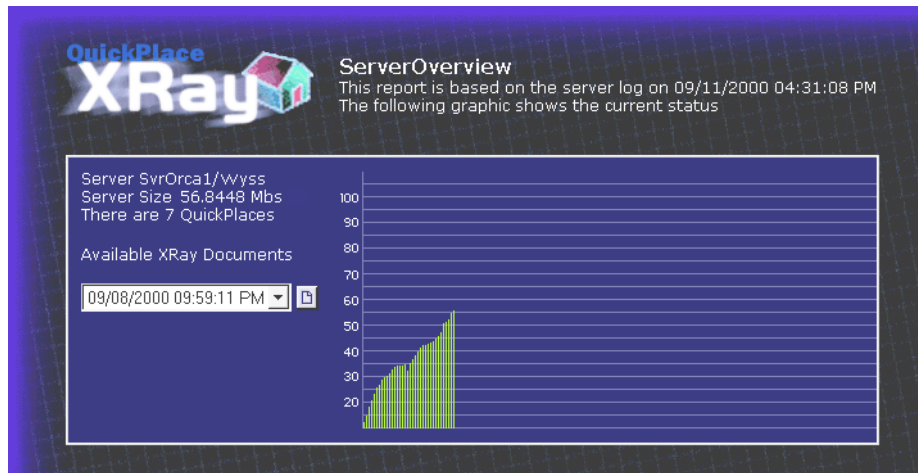 QuickPlace
XRay
ServerOverview
This report is based on the server log on 09/11/2000 04:31:08 PM
The following graphic shows the current status
Server SvrOrca1/Wyss
Server Size 56.8448 Mbs
There are 7 QuickPlaces
Available XRay Documents
09/08/2000 09:59:11 PM
100
90
80
70
60
50
40
30
20